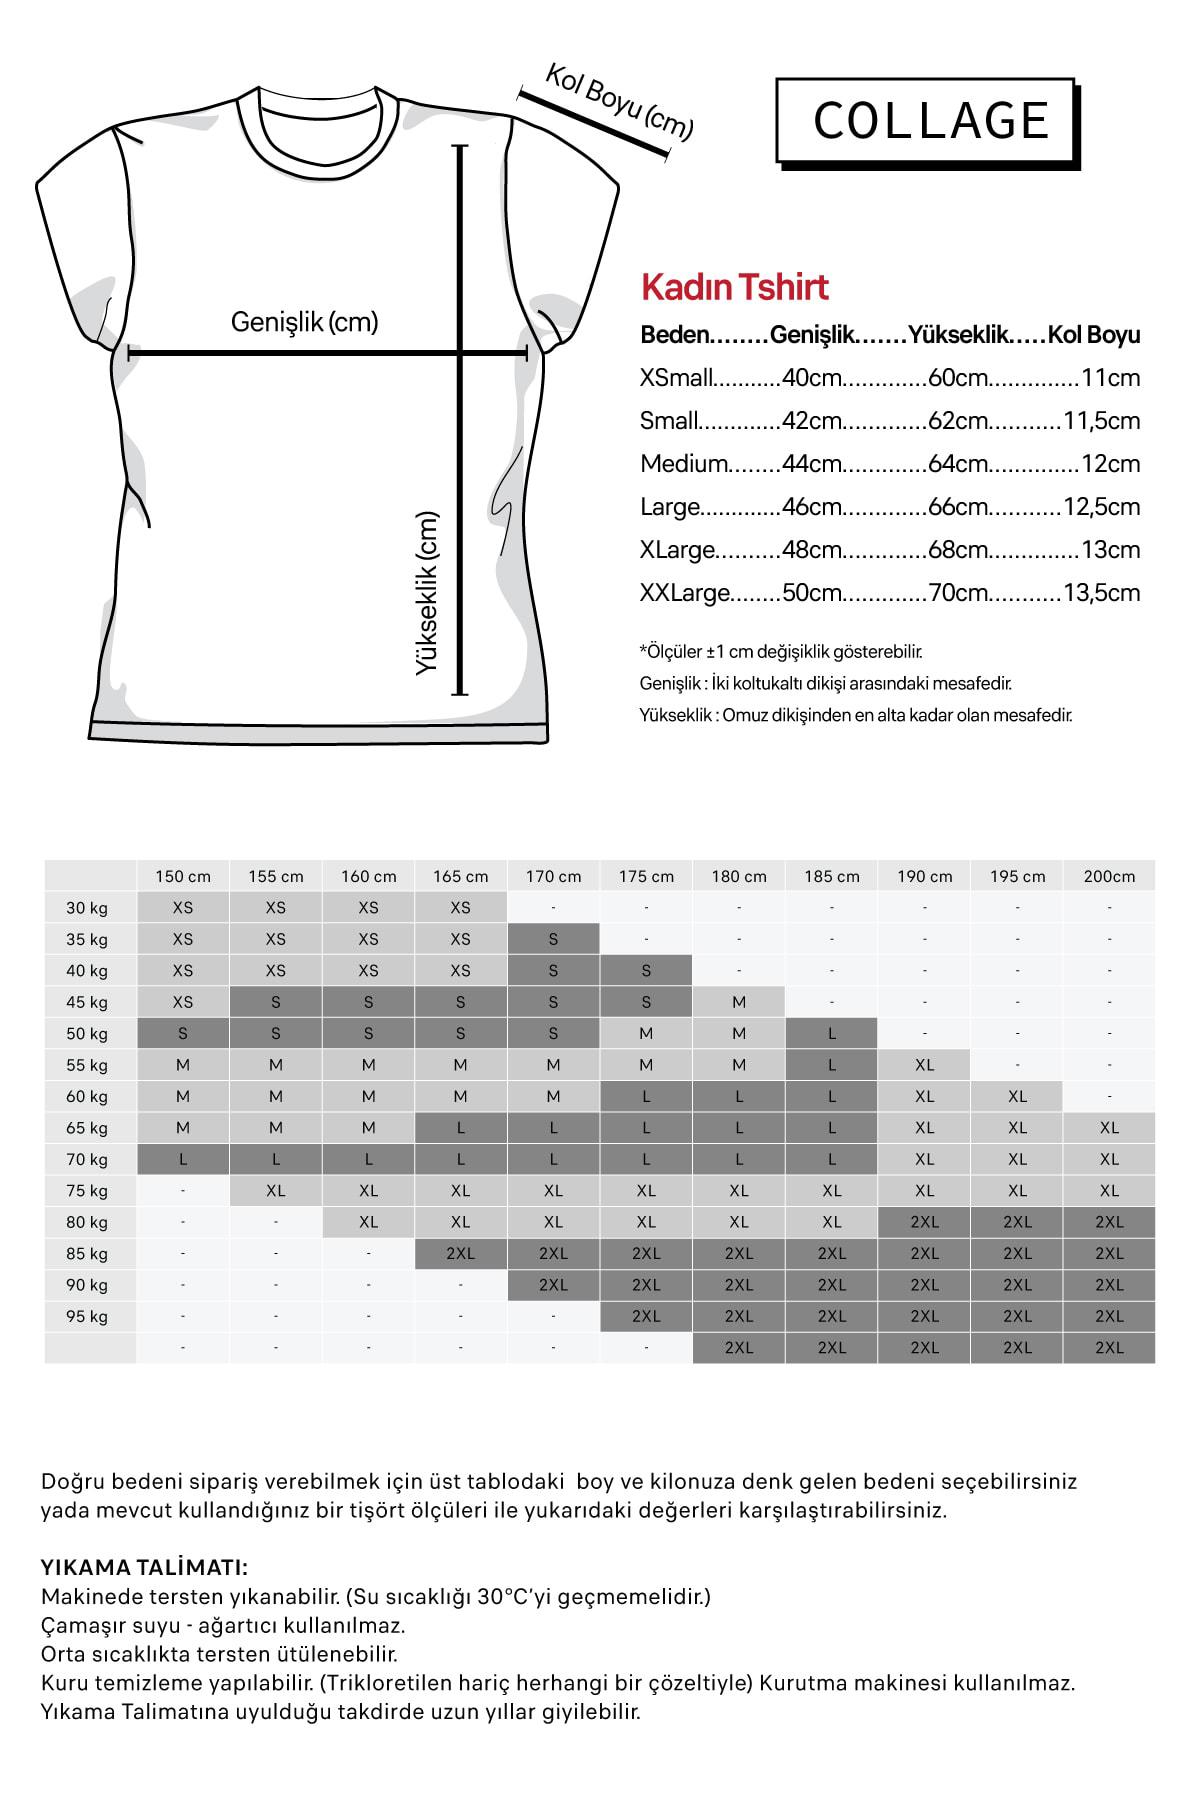 Kol Boyu (cm)
COLLAGE
Genişlik (cm)
Yükseklik (cm)
Kadın Tshirt
Beden........Genişlik.......Yükseklik.....Kol Boyu
XSmall...........40cm.............60cm..............11cm
Small.............42cm.............62cm...........11,5cm
Medium........44cm.............64cm..............12cm
Large.............46cm.............66cm...........12,5cm
XLarge..........48cm.............68cm..............13cm
XXLarge........50cm.............70cm...........13,5cm
*Ölçüler ±1 cm değişiklik gösterebilir.
Genişlik : İki koltukaltı dikişi arasındaki mesafedir.
Yükseklik : Omuz dikişinden en alta kadar olan mesafedir.
150 cm 155 cm 160 cm 165 cm 170 cm 175 cm 180 cm 185 cm 190 cm 195 cm 200cm
30 kg XS XS XS XS - - - - - - -
35 kg XS XS XS XS S - - - - - -
40 kg XS XS XS XS S S - - - - -
45 kg XS S S S S S M - - - -
50 kg S S S S S M M L - - -
55 kg M M M M M M M L XL - -
60 kg M M M M M L L L XL XL -
65 kg M M M L L L L L XL XL XL
70 kg L L L L L L L L XL XL XL
75 kg - XL XL XL XL XL XL XL XL XL XL
80 kg - - XL XL XL XL XL XL 2XL 2XL 2XL
85 kg - - - 2XL 2XL 2XL 2XL 2XL 2XL 2XL 2XL
90 kg - - - - 2XL 2XL 2XL 2XL 2XL 2XL 2XL
95 kg - - - - - 2XL 2XL 2XL 2XL 2XL 2XL
- - - - - - 2XL 2XL 2XL 2XL 2XL
Doğru bedeni sipariş verebilmek için üst tablodaki  boy ve kilonuza denk gelen bedeni seçebilirsiniz
yada mevcut kullandığınız bir tişört ölçüleri ile yukarıdaki değerleri karşılaştırabilirsiniz.
YIKAMA TALİMATI:
Makinede tersten yıkanabilir. (Su sıcaklığı 30°C'yi geçmemelidir.)
Çamaşır suyu - ağartıcı kullanılmaz.
Orta sıcaklıkta tersten ütülenebilir.
Kuru temizleme yapılabilir. (Trikloretilen hariç herhangi bir çözeltiyle) Kurutma makinesi kullanılmaz.
Yıkama Talimatına uyulduğu takdirde uzun yıllar giyilebilir.